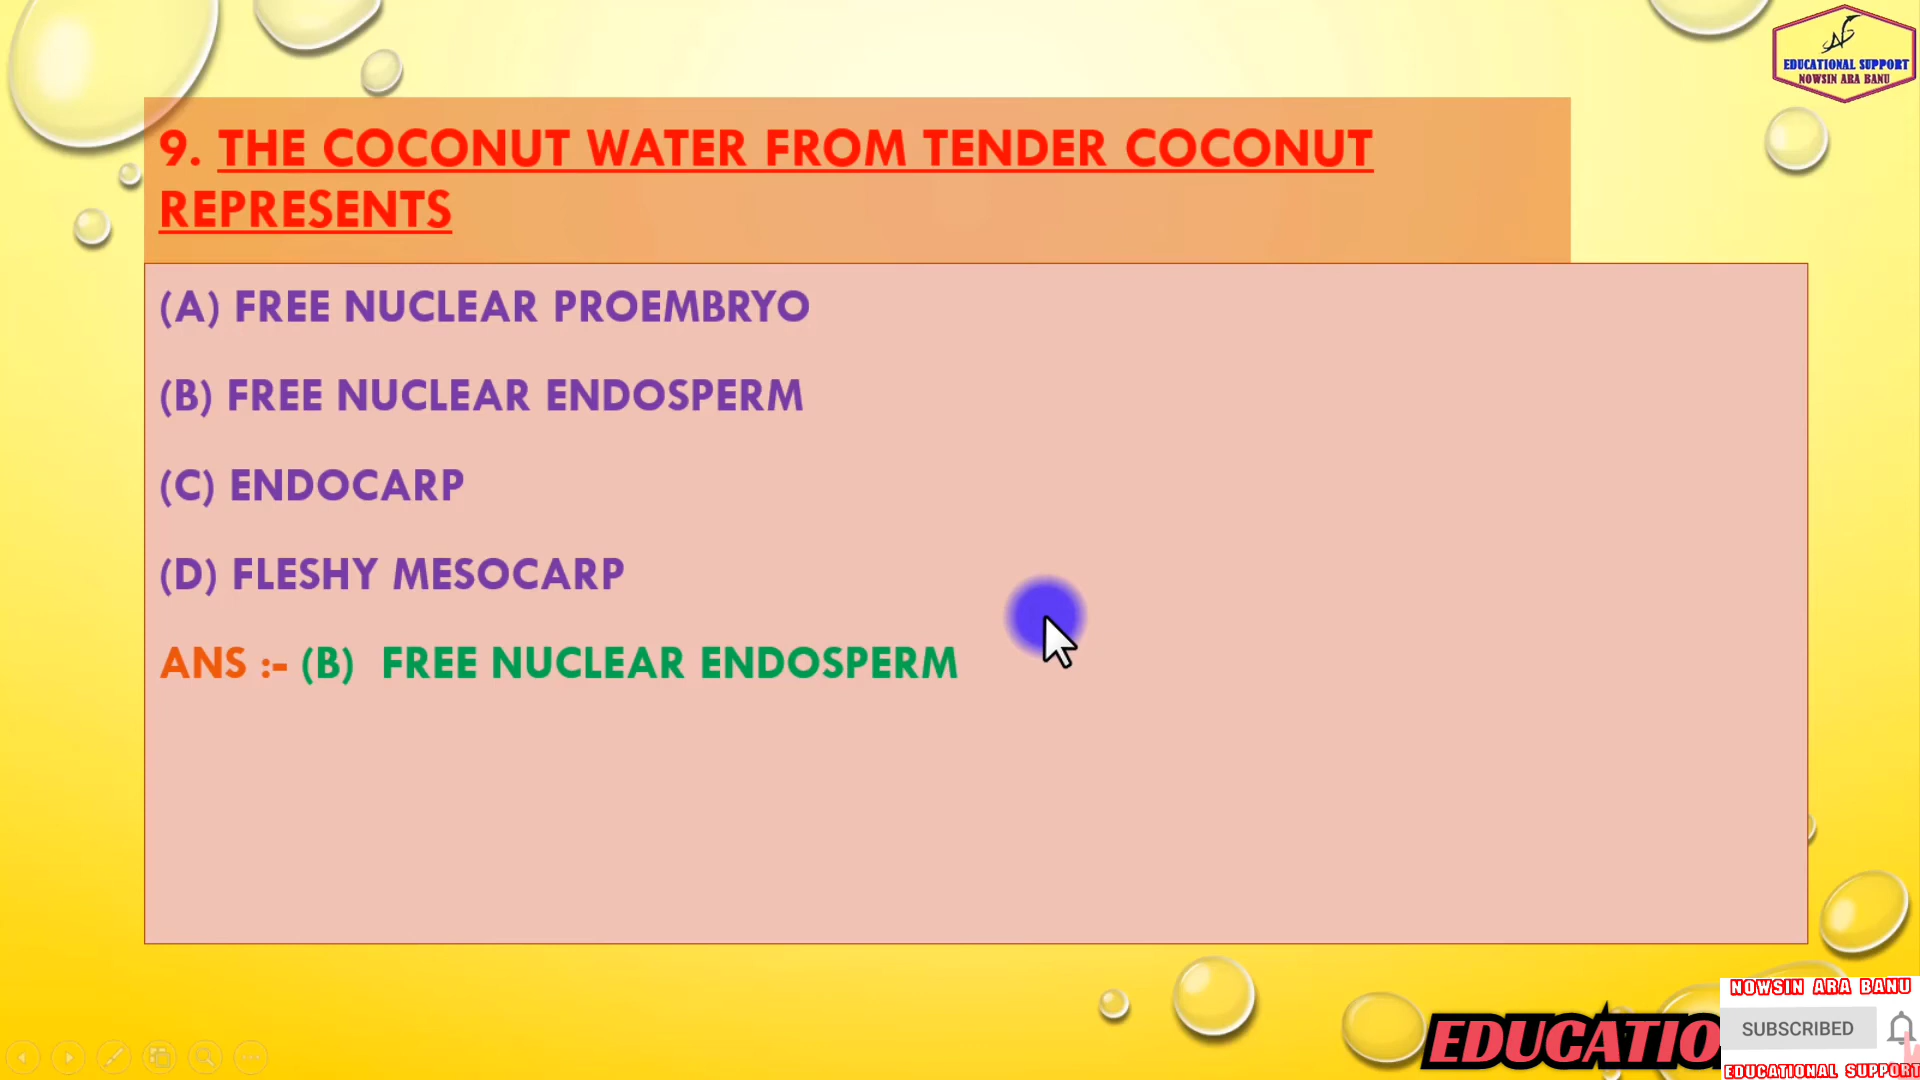 EDUCATIONAL SUPPORT
NOWSIN ARA BANU
9. THE COCONUT WATER FROM TENDER COCONUT
REPRESENTS
(A) FREE NUCLEAR PROEMBRYO
(B) FREE NUCLEAR ENDOSPERM
(C) ENDOCARP
(D) FLESHY MESOCARP
ANS :- (B) FREE NUCLEAR ENDOSPERM
NOWSIN ARA BANU
EDUCATIO
SUBSCRIBED
EDUCATIONAL SUPPORT